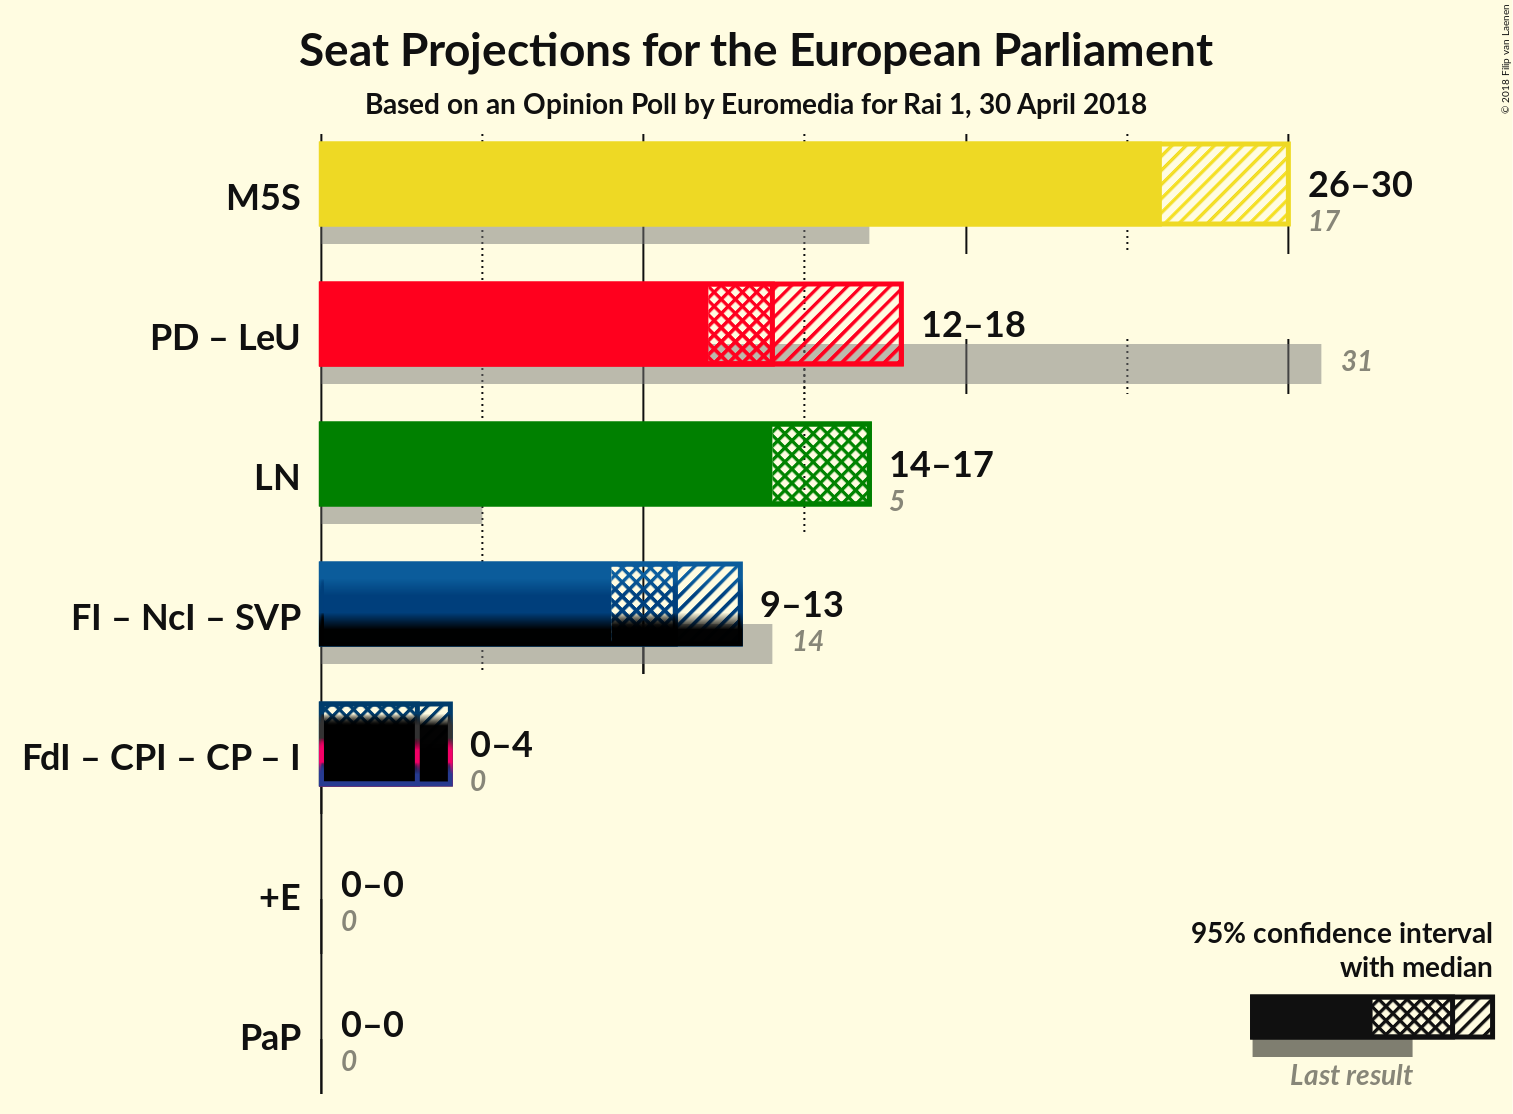 Seat Projections for the European Parliament
Based on an Opinion Poll by Euromedia for Rai 1, 30 April 2018
© 2018 Filip van Laenen
M5S
26–30
17
PD – LeU
12–18
31
LN
14–17
5
FI – NcI – SVP
9–13
14
FdI – CPI – CP – I
0–4
0
+E
0–0
0
PaP
0–0
0
95% confidence interval
with median
Last result